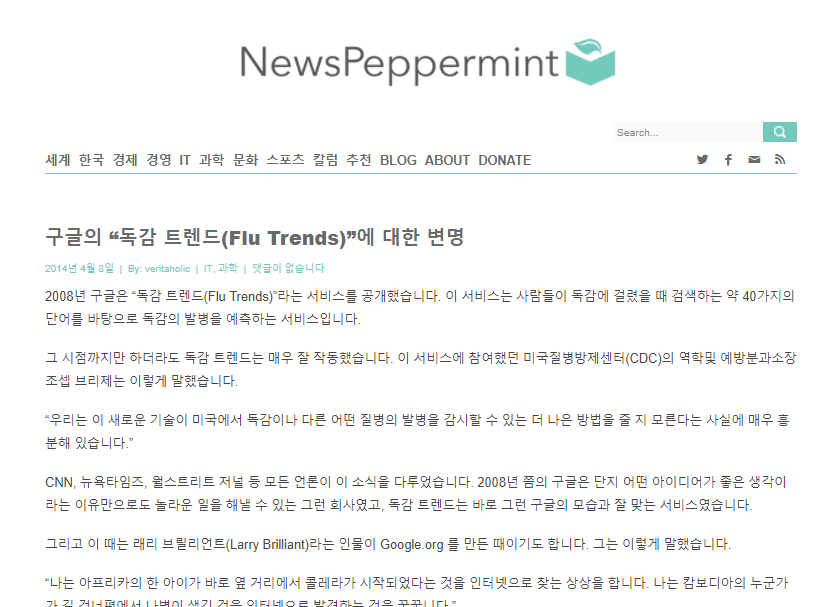 NewsPeppermint
Search...
세계 한국 경제 경영 IT 과학 문화 스포츠 칼럼 추천 BLOG ABOUT DONATE
구글의 “독감 트렌드(Flu Trends)”에 대한 변명
2014년 4월 8일 | By: veritaholic | IT, 과학 | 댓글이 없습니다
2008년 구글은 “독감 트렌드(Flu Trends)”라는 서비스를 공개했습니다. 이 서비스는 사람들이 독감에 걸렸을 때 검색하는 약 40가지의
단어를 바탕으로 독감의 발병을 예측하는 서비스입니다.
그 시점까지만 하더라도 독감 트렌드는 매우 잘 작동했습니다. 이 서비스에 참여했던 미국질병방제센터(CDC)의 역학및 예방분과소장
조셉 브리제는 이렇게 말했습니다.
“우리는 이 새로운 기술이 미국에서 독감이나 다른 어떤 질병의 발병을 감시할 수 있는 더 나은 방법을 줄 지 모른다는 사실에 매우 흥
분해 있습니다.”
CNN, 뉴욕타임즈, 월스트리트 저널 등 모든 언론이 이 소식을 다루었습니다. 2008년 쯤의 구글은 단지 어떤 아이디어가 좋은 생각이
라는 이유만으로도 놀라운 일을 해낼 수 있는 그런 회사였고, 독감 트렌드는 바로 그런 구글의 모습과 잘 맞는 서비스였습니다.
그리고 이 때는 래리 브릴리언트(Larry Brilliant)라는 인물이 Google.org 를 만든 때이기도 합니다. 그는 이렇게 말했습니다.
“나는 아프리카의 한 아이가 바로 옆 거리에서 콜레라가 시작되었다는 것을 인터넷으로 찾는 상상을 합니다. 나는 캄보디아의 누군가
가 길 건너편에서 나병이 생긴 것을 인터넷으로 발견하는 것을 꿈꿉니다.”